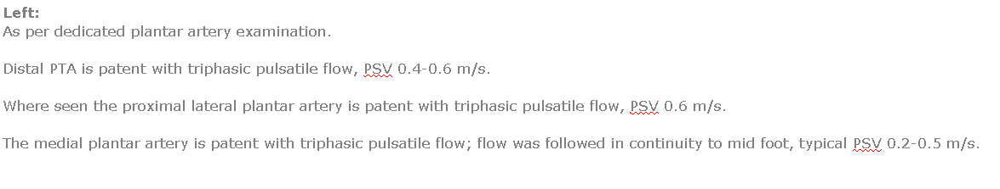 Left:
As per dedicated plantar artery examination.
Distal PTA is patent with triphasic pulsatile flow, PSV 0.4-0.6 m/s.
Where seen the proximal lateral plantar artery is patent with triphasic pulsatile flow, PSV 0.6 m/s.
The medial plantar artery is patent with triphasic pulsatile flow; flow was followed in continuity to mid foot, typical PSV 0.2-0.5 m/s.